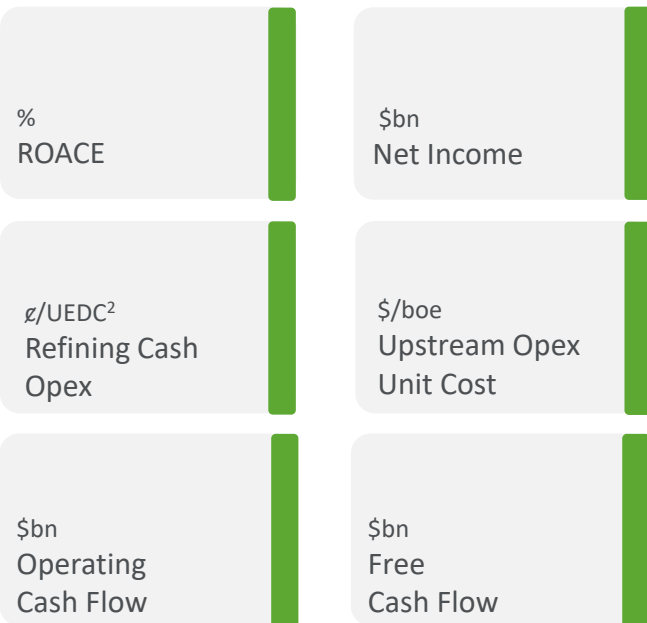 %
ROACE
$bn
Net Income
¢/UEDC²
Refining Cash
Opex
$/boe
Upstream Opex
Unit Cost
$bn
Operating
Cash Flow
$bn
Free
Cash Flow